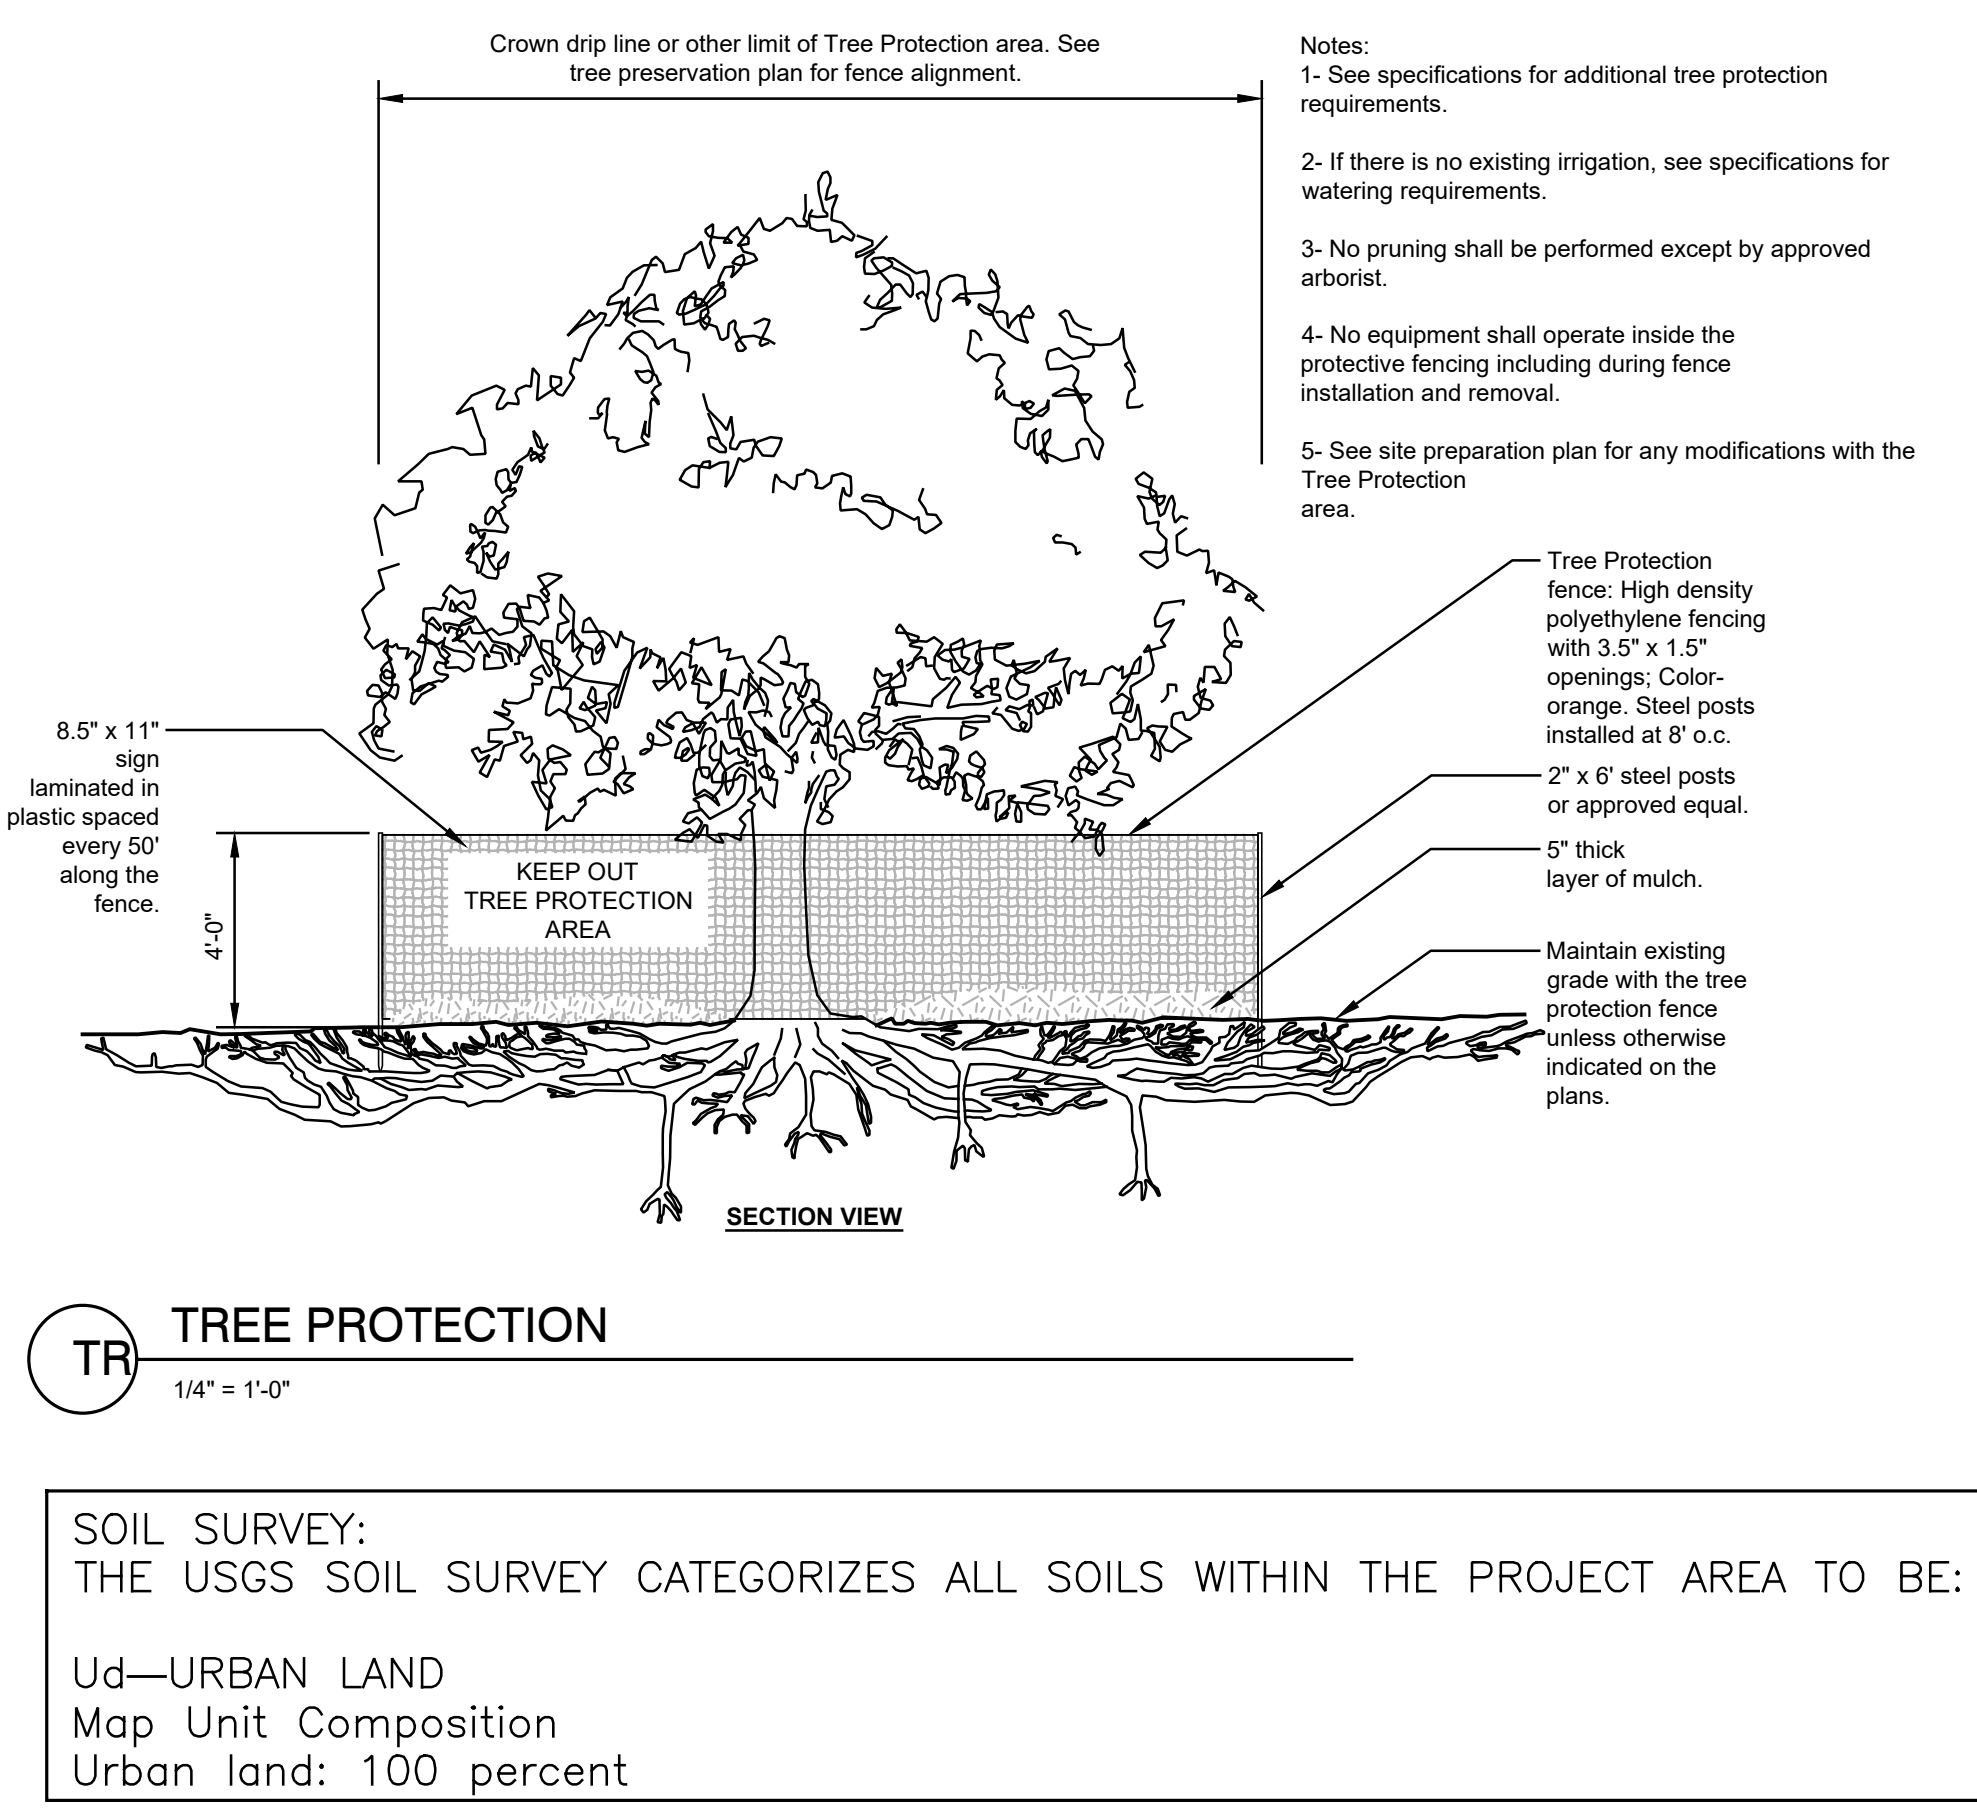 Crown drip line or other limit of Tree Protection area. See
tree preservation plan for fence alignment.
Notes:
1- See specifications for additional tree protection
requirements.
2- If there is no existing irrigation, see specifications for
watering requirements.
3- No pruning shall be performed except by approved
arborist.
4- No equipment shall operate inside the
protective fencing including during fence
installation and removal.
5- See site preparation plan for any modifications with the
Tree Protection
area.
Tree Protection
fence: High density
polyethylene fencing
with 3.5" x 1.5"
openings; Color-
orange. Steel posts
installed at 8' o.c.
2" x 6' steel posts
or approved equal.
5" thick
layer of mulch.
Maintain existing
grade with the tree
protection fence
unless otherwise
indicated on the
plans.
8.5" x 11"
sign
laminated in
plastic spaced
every 50'
along the
fence.
4'-0"
KEEP OUT
TREE PROTECTION
AREA
SECTION VIEW
TR
TREE PROTECTION
1/4" = 1'-0"
SOIL SURVEY:
THE USGS SOIL SURVEY CATEGORIZES ALL SOILS WITHIN THE PROJECT AREA TO BE:
Ud—URBAN LAND
Map Unit Composition
Urban land: 100 percent